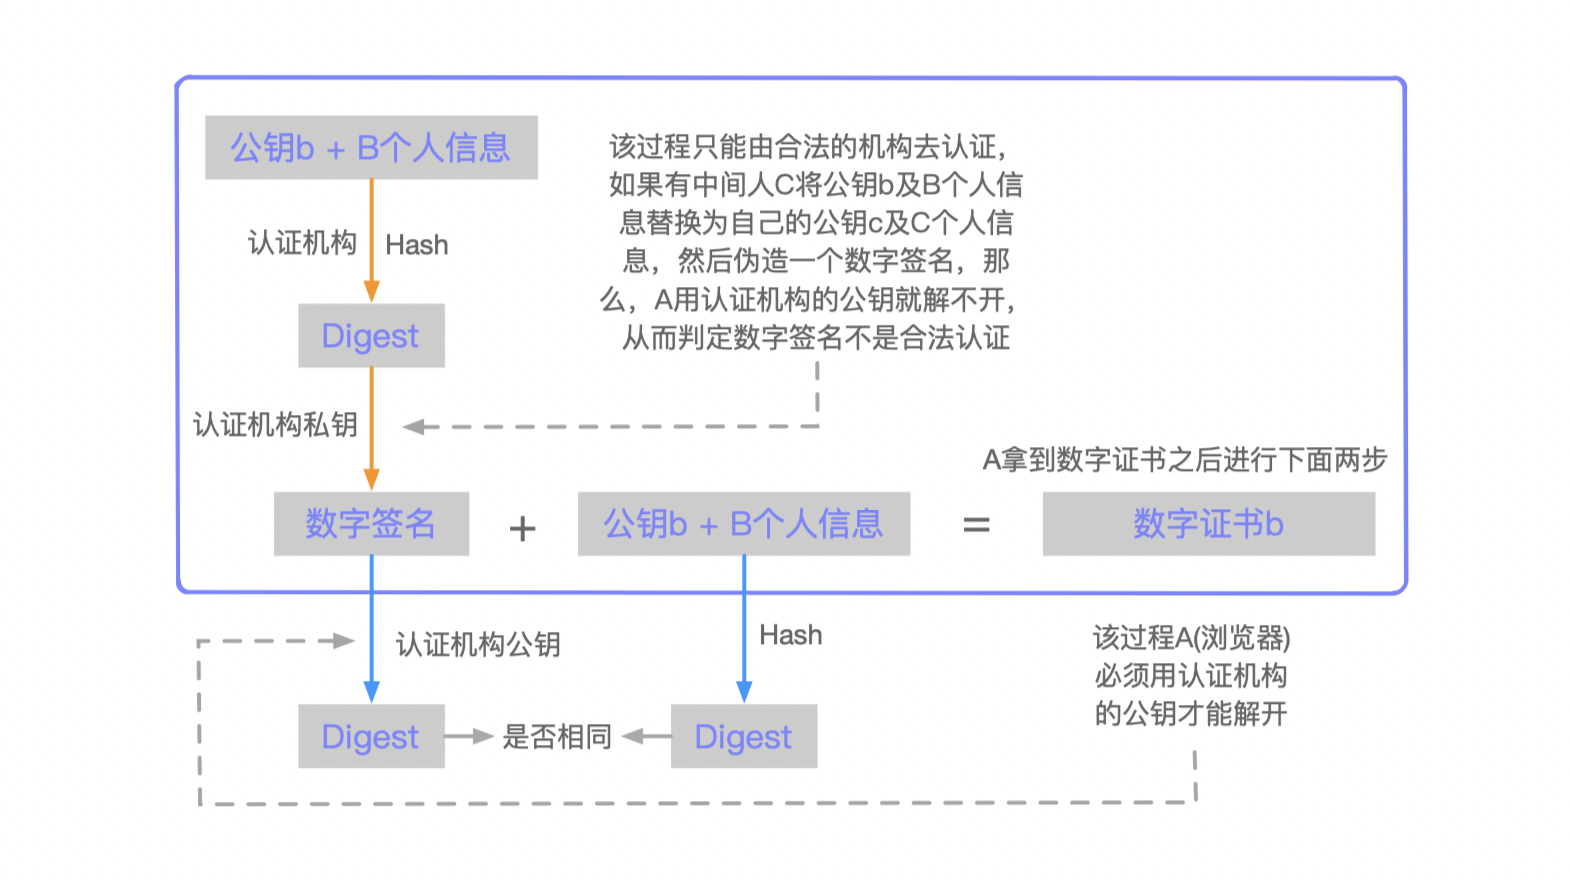 公钥b + B个人信息
该过程只能由合法的机构去认证，
如果有中间人C将公钥b及B个人信
息替换为自己的公钥c及C个人信
息，然后伪造一个数字签名，那
么，A用认证机构的公钥就解不开，
从而判定数字签名不是合法认证
认证机构
Hash
Digest
认证机构私钥
A拿到数字证书之后进行下面两步
数字签名
+
公钥b + B个人信息
=
数字证书b
认证机构公钥
Hash
该过程A(浏览器)
必须用认证机构
的公钥才能解开
Digest
是否相同
Digest